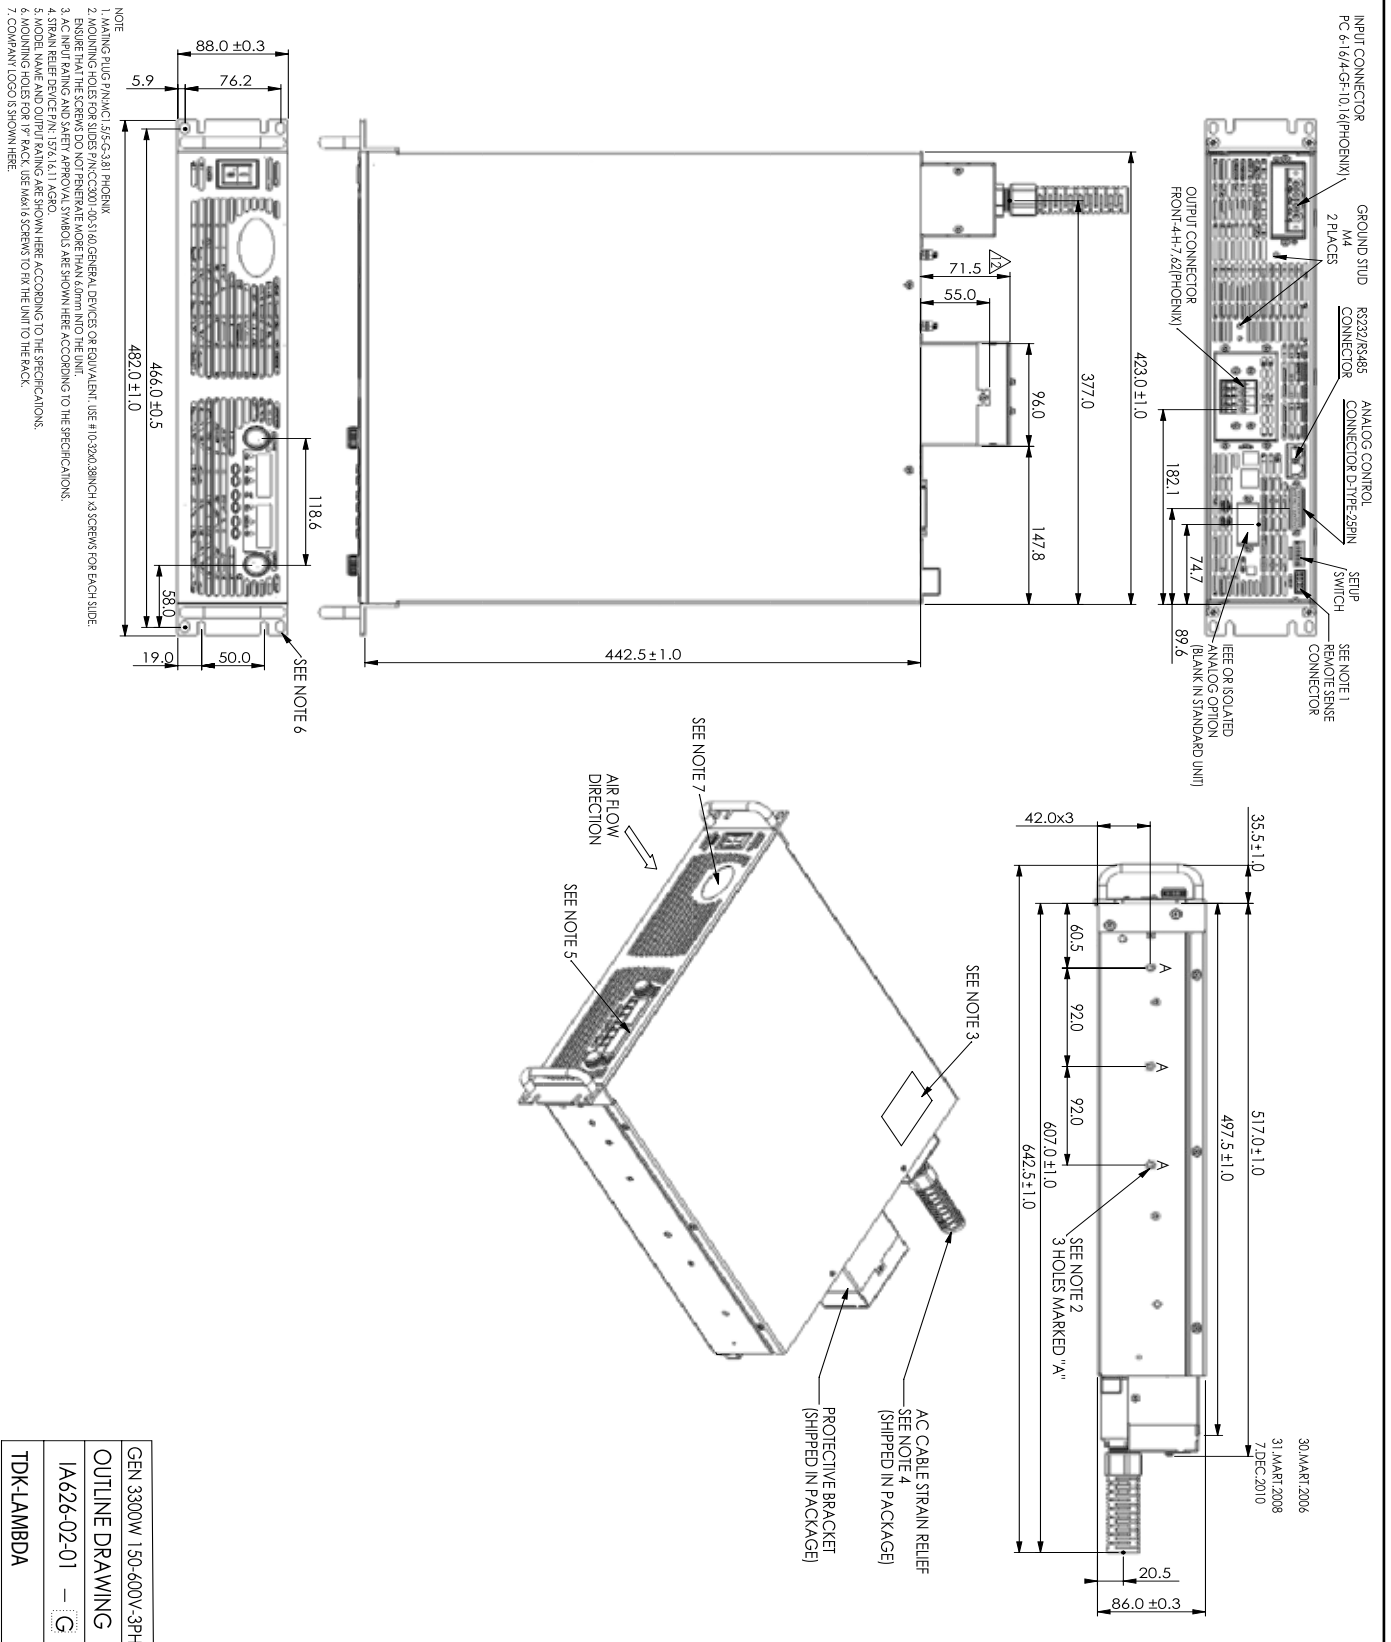 INPUT CONNECTOR
PC 6-16/4-GF-10.16(PHOENIX)
GROUND STUD
M4
2 PLACES
RS232/RS485
CONNECTOR
ANALOG CONTROL
CONNECTOR D-TYPE-25PIN
SETUP
SWITCH
SEE NOTE 1
REMOTE SENSE
CONNECTOR
OUTPUT CONNECTOR
FRONT-4-H-7.62(PHOENIX)
IEEE OR ISOLATED
ANALOG OPTION
(BLANK IN STANDARD UNIT)
182.1
74.7
89.6
423.0 ±1.0
377.0
96.0
147.8
12
71.5
55.0
442.5±1.0
88.0 ±0.3
76.2
5.9
118.6
58.0
466.0 ±0.5
482.0 ±1.0
19.0
50.0
SEE NOTE 6
35.5±1.0
517.0±1.0
497.5 ±1.0
42.0x3
60.5
92.0
92.0
A
A
A
607.0±1.0
642.5±1.0
SEE NOTE 2
3 HOLES MARKED "A"
20.5
86.0 ±0.3
30.MART.2006
31.MART.2008
7.DEC.2010
SEE NOTE 3
SEE NOTE 7
AIR FLOW
DIRECTION
SEE NOTE 5
AC CABLE STRAIN RELIEF
SEE NOTE 4
(SHIPPED IN PACKAGE)
PROTECTIVE BRACKET
(SHIPPED IN PACKAGE)
NOTE
1. MATING PLUG P/N:MC1.5/5-G-3.81 PHOENIX
2. MOUNTING HOLES FOR SLIDES P/N:CC3001-00-S160,GENERAL DEVICES OR EQUIVALENT. USE #10-32x0.38INCH x3 SCREWS FOR EACH SLIDE.
ENSURE THAT THE SCREWS DO NOT PENETRATE MORE THAN 6.0mm INTO THE UNIT.
3. AC INPUT RATING AND SAFETY APPROVAL SYMBOLS ARE SHOWN HERE ACCORDING TO THE SPECIFICATIONS.
4. STRAIN RELIEF DEVICE P/N: 1576.16.11 AGRO.
5. MODEL NAME AND OUTPUT RATING ARE SHOWN HERE ACCORDING TO THE SPECIFICATIONS.
6. MOUNTING HOLES FOR 19" RACK. USE M6x16 SCREWS TO FIX THE UNIT TO THE RACK.
7. COMPANY LOGO IS SHOWN HERE.
GEN 3300W 150-600V-3PH
OUTLINE DRAWING
IA626-02-01 – G
TDK-LAMBDA